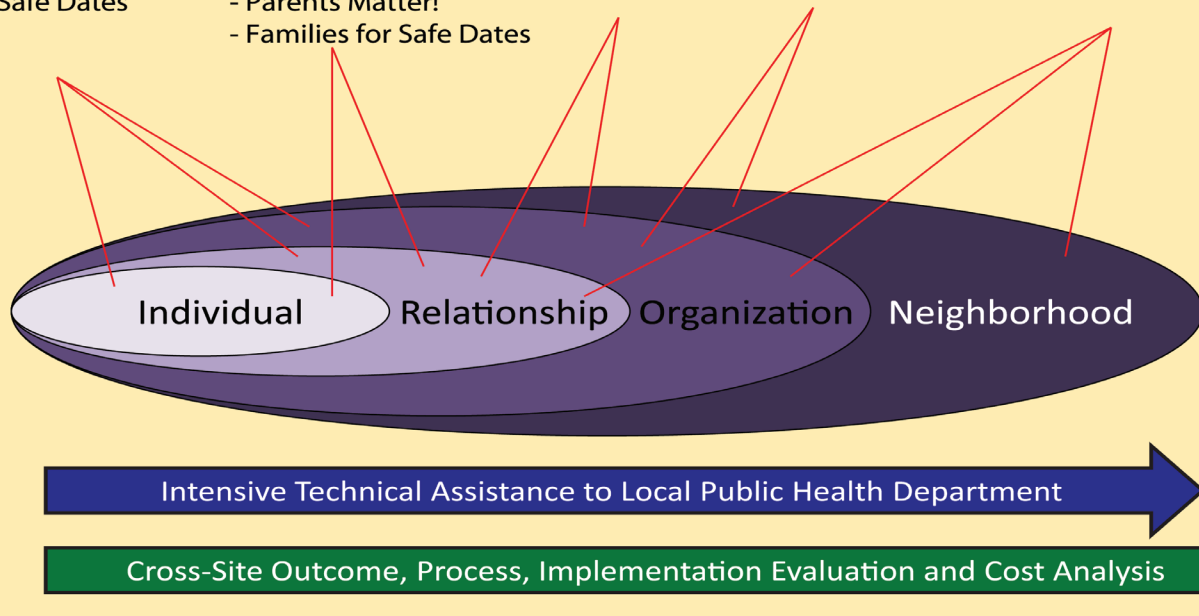 Safe Dates
- Parents Matter!
- Families for Safe Dates
Individual Relationship Organization Neighborhood
Intensive Technical Assistance to Local Public Health Department
Cross-Site Outcome, Process, Implementation Evaluation and Cost Analysis